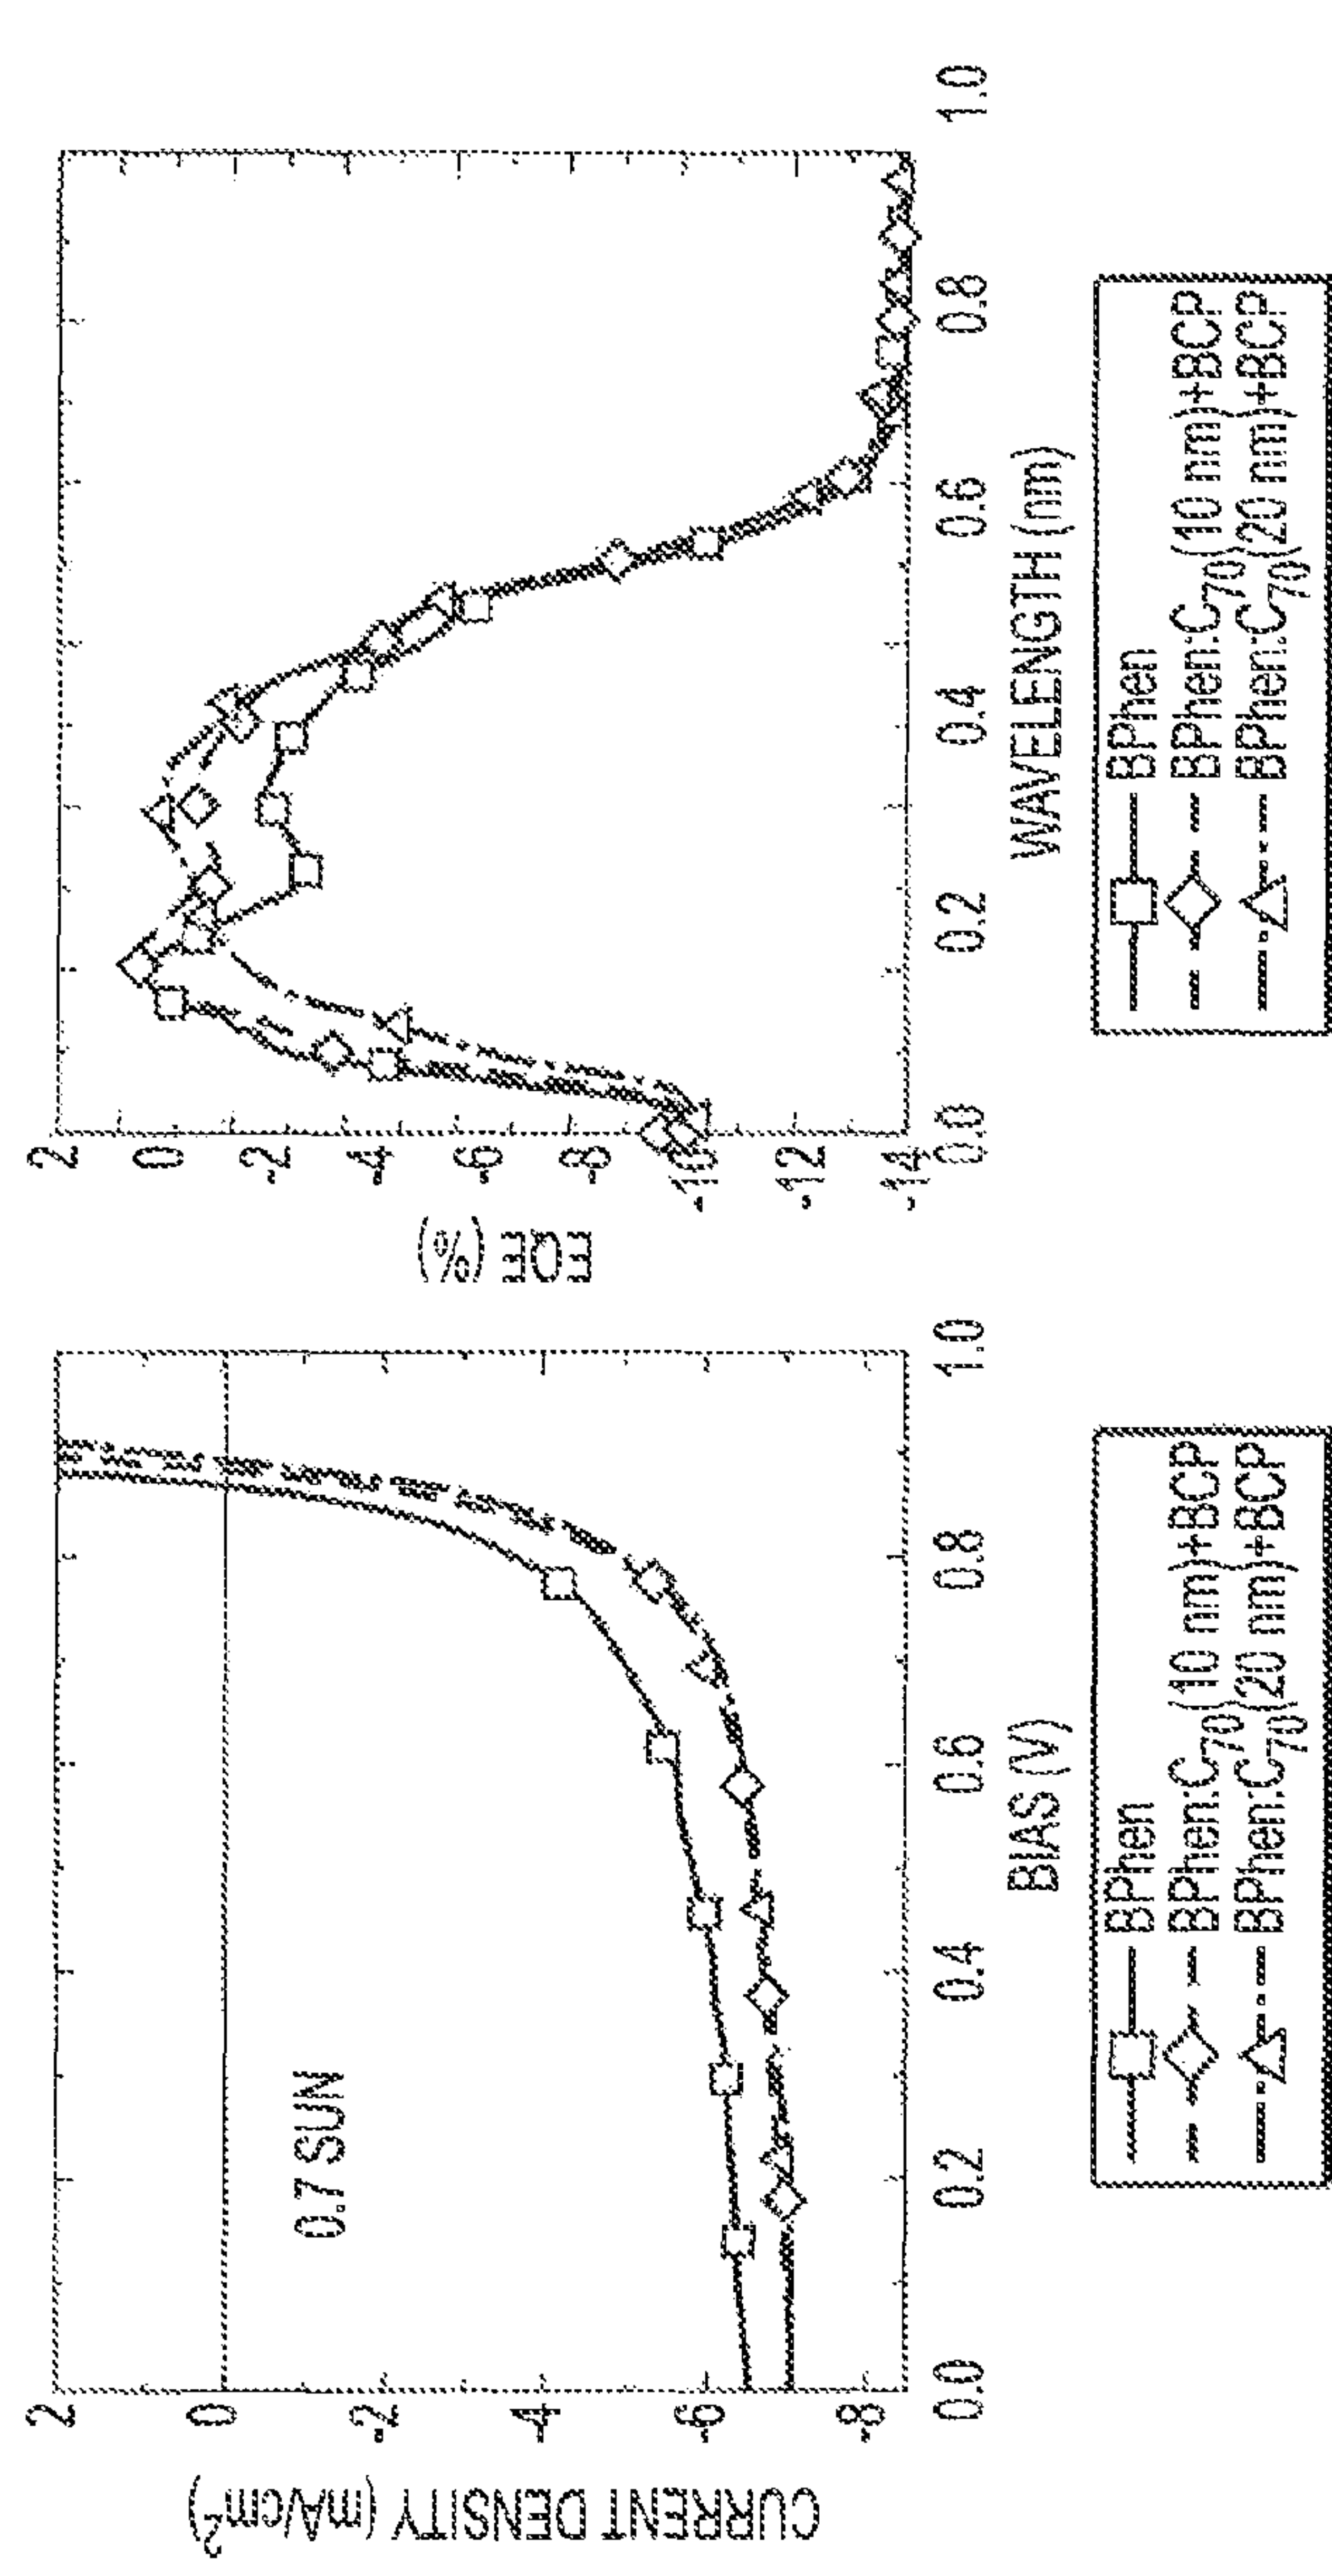 CURRENT DENSITY (mA/cm²)
2
0
-2
-4
-6
-8
0.7 SUN
0.0
0.2
0.4
0.6
0.8
1.0
BIAS (V)
BPhen
BPhen:C70(10 nm)+BCP
BPhen:C70(20 nm)+BCP
EQE (%)
2
0
-2
-4
-6
-8
-10
-12
-14
0.0
0.2
0.4
0.6
0.8
1.0
WAVELENGTH (nm)
BPhen
BPhen:C70(10 nm)+BCP
BPhen:C70(20 nm)+BCP